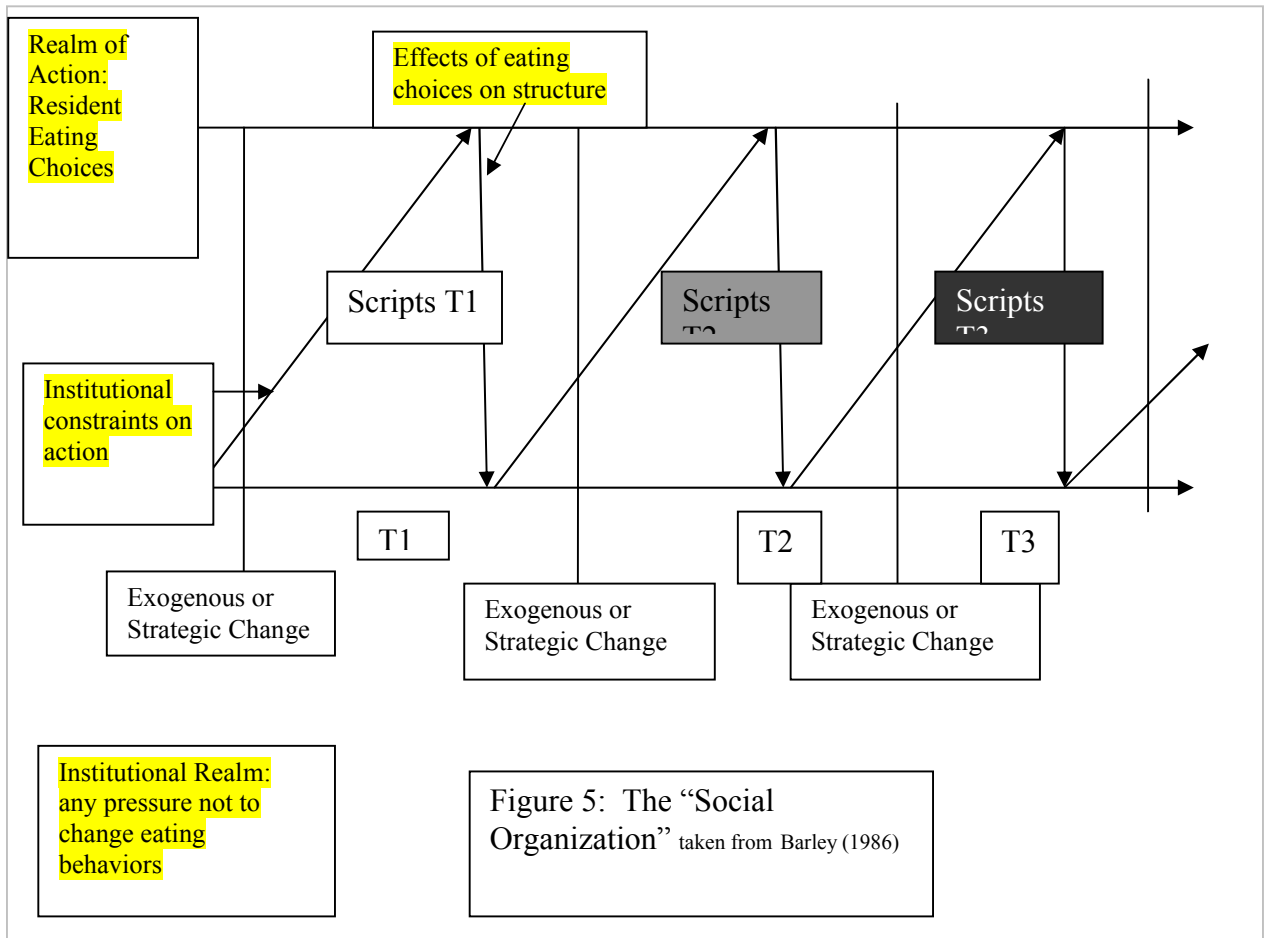 Realm of
Action:
Resident
Eating
Choices
Effects of eating
choices on structure
Scripts T1
Scripts
T2
Scripts
T3
Institutional
constraints on
action
T1
T2
T3
Exogenous or
Strategic Change
Exogenous or
Strategic Change
Exogenous or
Strategic Change
Institutional Realm:
any pressure not to
change eating
behaviors
Figure 5:  The “Social
Organization” taken from Barley (1986)